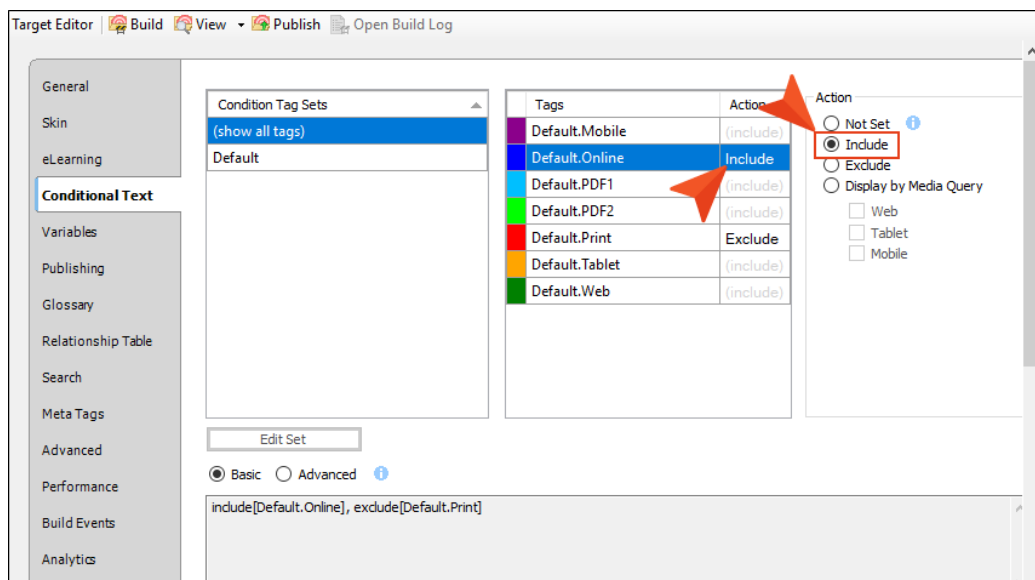 Target Editor Build View Publish Open Build Log
General
Skin
eLearning
Conditional Text
Variables
Publishing
Glossary
Relationship Table
Search
Meta Tags
Advanced
Performance
Build Events
Analytics
Condition Tag Sets
(show all tags)
Default
Tags Action
Default.Mobile (include)
Default.Online Include
Default.PDF1 (include)
Default.PDF2 (include)
Default.Print Exclude
Default.Tablet (include)
Default.Web (include)
Action
Not Set
Include
Exclude
Display by Media Query
Web
Tablet
Mobile
Edit Set
Basic Advanced
include[Default.Online], exclude[Default.Print]